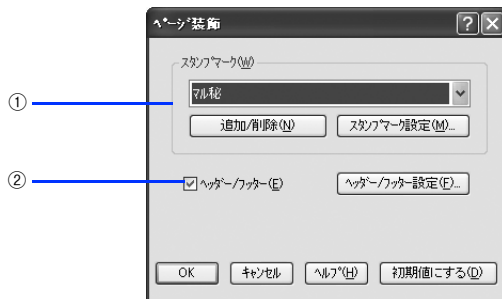 ページ装飾
スタンプマーク(W)
①
マル秘
追加/削除(N) スタンプマーク設定(M)...
②
ヘッダー/フッター(E) ヘッダー/フッター設定(F)...
OK キャンセル ヘルプ(H) 初期値にする(D)